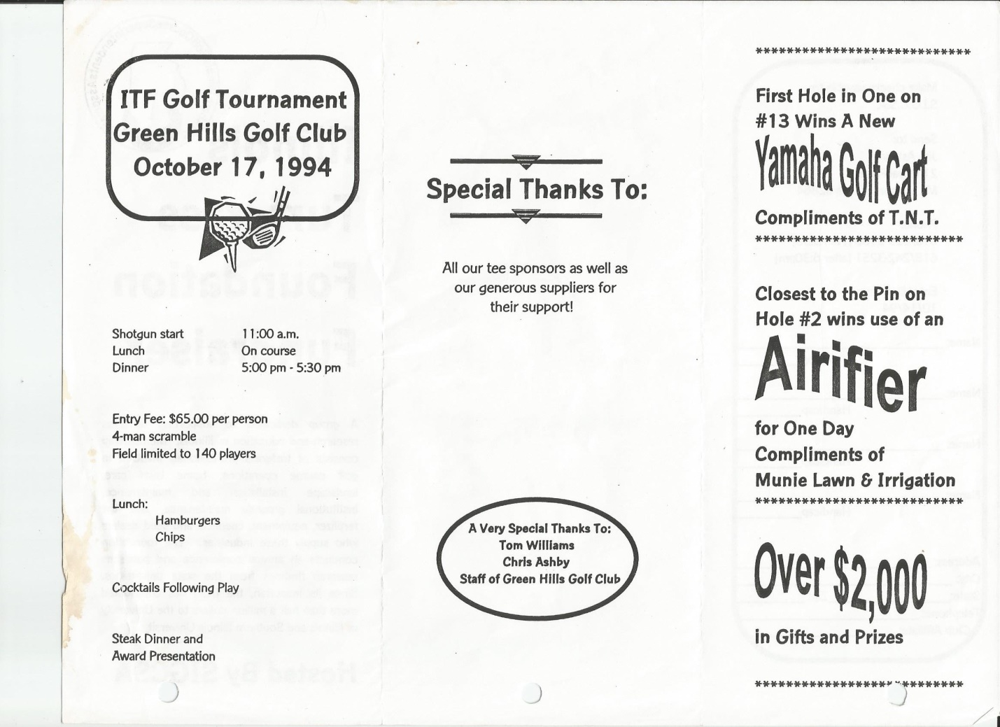 ITF Golf Tournament
Green Hills Golf Club
October 17, 1994
Shotgun start 11:00 a.m.
Lunch On course
Dinner 5:00 pm - 5:30 pm
Entry Fee: $65.00 per person
4-man scramble
Field limited to 140 players
Lunch:
Hamburgers
Chips
Cocktails Following Play
Steak Dinner and
Award Presentation
Special Thanks To:
All our tee sponsors as well as
our generous suppliers for
their support!
A Very Special Thanks To:
Tom Williams
Chris Ashby
Staff of Green Hills Golf Club
***************************
First Hole in One on
#13 Wins A New
Yamaha Golf Cart
Compliments of T.N.T.
**************************
Closest to the Pin on
Hole #2 wins use of an
Airifier
for One Day
Compliments of
Munie Lawn & Irrigation
**************************
Over $2,000
in Gifts and Prizes
**************************